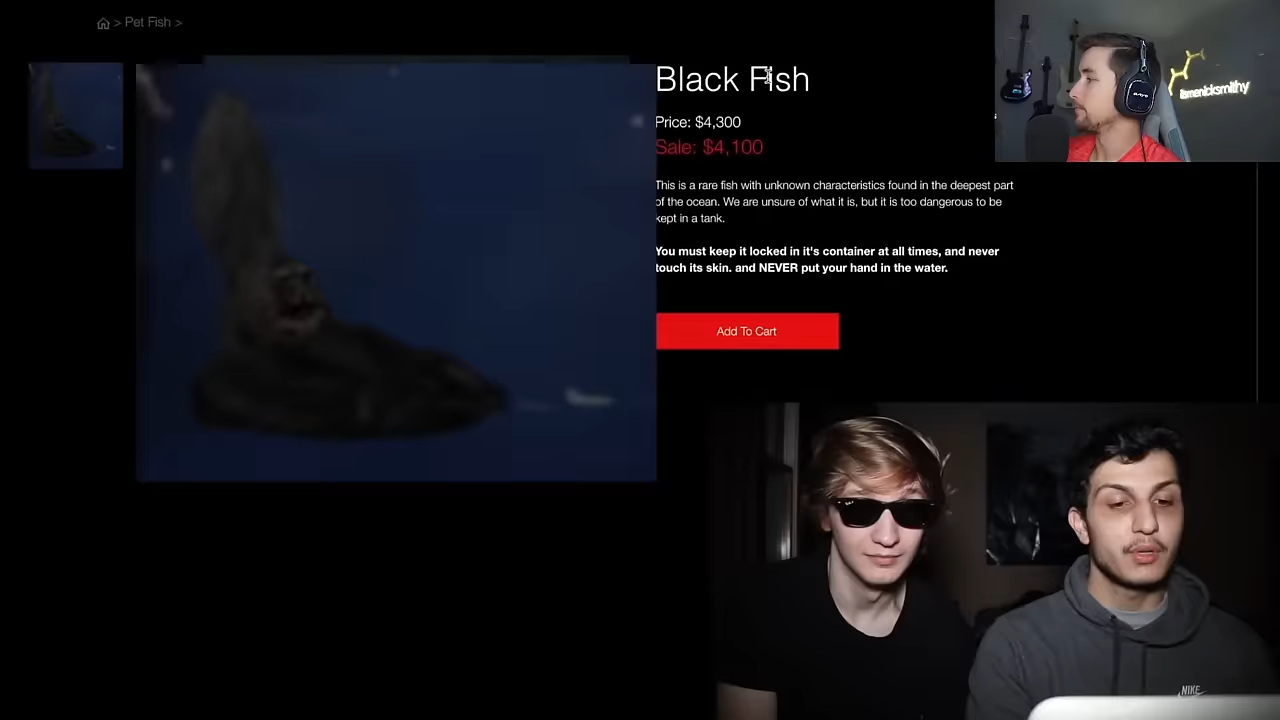 > Pet Fish >
Black Fish
Price: $4,300
Sale: $4,100
This is a rare fish with unknown characteristics found in the deepest part
of the ocean. We are unsure of what it is, but it is too dangerous to be
kept in a tank.
You must keep it locked in it's container at all times, and never
touch its skin. and NEVER put your hand in the water.
Add To Cart
itsmenicksmithy
NIKE